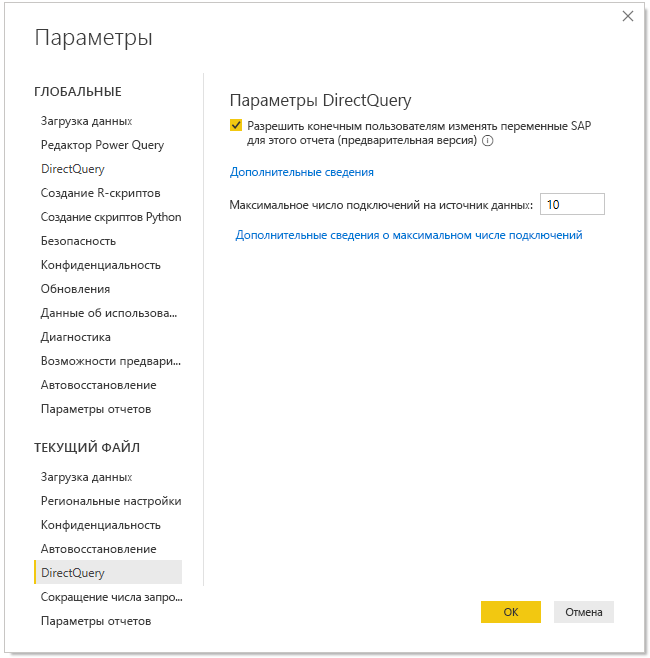 Параметры
ГЛОБАЛЬНЫЕ
Загрузка данных
Редактор Power Query
DirectQuery
Создание R-скриптов
Создание скриптов Python
Безопасность
Конфиденциальность
Обновления
Данные об использова...
Диагностика
Возможности предвари...
Автовосстановление
Параметры отчетов
ТЕКУЩИЙ ФАЙЛ
Загрузка данных
Региональные настройки
Конфиденциальность
Автовосстановление
DirectQuery
Сокращение числа запро...
Параметры отчетов
Параметры DirectQuery
Разрешить конечным пользователям изменять переменные SAP
для этого отчета (предварительная версия)
Дополнительные сведения
Максимальное число подключений на источник данных: 10
Дополнительные сведения о максимальном числе подключений
ОК
Отмена